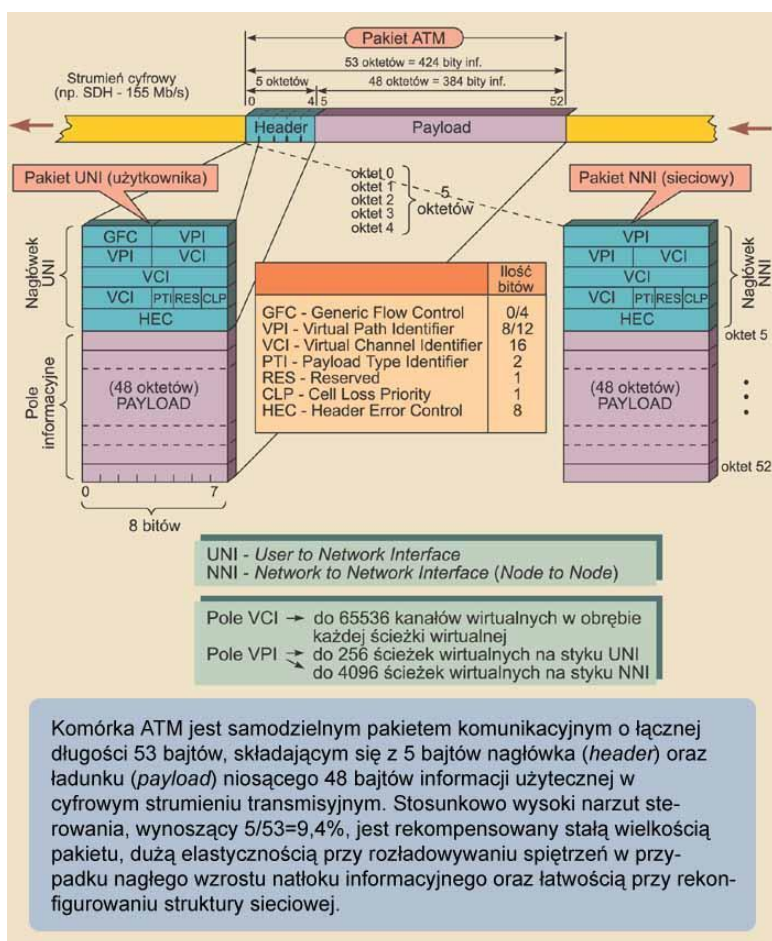 Pakiet ATM
53 oktetów = 424 bity inf.
Strumień cyfrowy
(np. SDH - 155 Mb/s)
5 oktetów
48 oktetów = 384 bity inf.
0 4 5 52
Header
Payload
Pakiet UNI (użytkownika)
oktet 0
oktet 1
oktet 2
oktet 3
oktet 4
5
oktetów
Pakiet NNI (sieciowy)
Nagłówek
UNI
GFC VPI
VPI VCI
VCI
VCI PTI RES CLP
HEC
Pole
informacyjne
(48 oktetów)
PAYLOAD
0 7
8 bitów
Ilość
bitów
GFC - Generic Flow Control 0/4
VPI - Virtual Path Identifier 8/12
VCI - Virtual Channel Identifier 16
PTI - Payload Type Identifier 2
RES - Reserved 1
CLP - Cell Loss Priority 1
HEC - Header Error Control 8
VPI
VPI VCI
VCI
VCI PTI RES CLP
HEC
Nagłówek
NNI
oktet 5
(48 oktetów)
PAYLOAD
oktet 52
UNI - User to Network Interface
NNI - Network to Network Interface (Node to Node)
Pole VCI → do 65536 kanałów wirtualnych w obrębie
każdej ścieżki wirtualnej
Pole VPI → do 256 ścieżek wirtualnych na styku UNI
do 4096 ścieżek wirtualnych na styku NNI
Komórka ATM jest samodzielnym pakietem komunikacyjnym o łącznej
długości 53 bajtów, składającym się z 5 bajtów nagłówka (header) oraz
ładunku (payload) niosącego 48 bajtów informacji użytecznej w
cyfrowym strumieniu transmisyjnym. Stosunkowo wysoki narzut ste-
rowania, wynoszący 5/53=9,4%, jest rekompensowany stałą wielkością
pakietu, dużą elastycznością przy rozładowywaniu spiętrzeń w przy-
padku nagłego wzrostu natłoku informacyjnego oraz łatwością przy rekon-
figurowaniu struktury sieciowej.